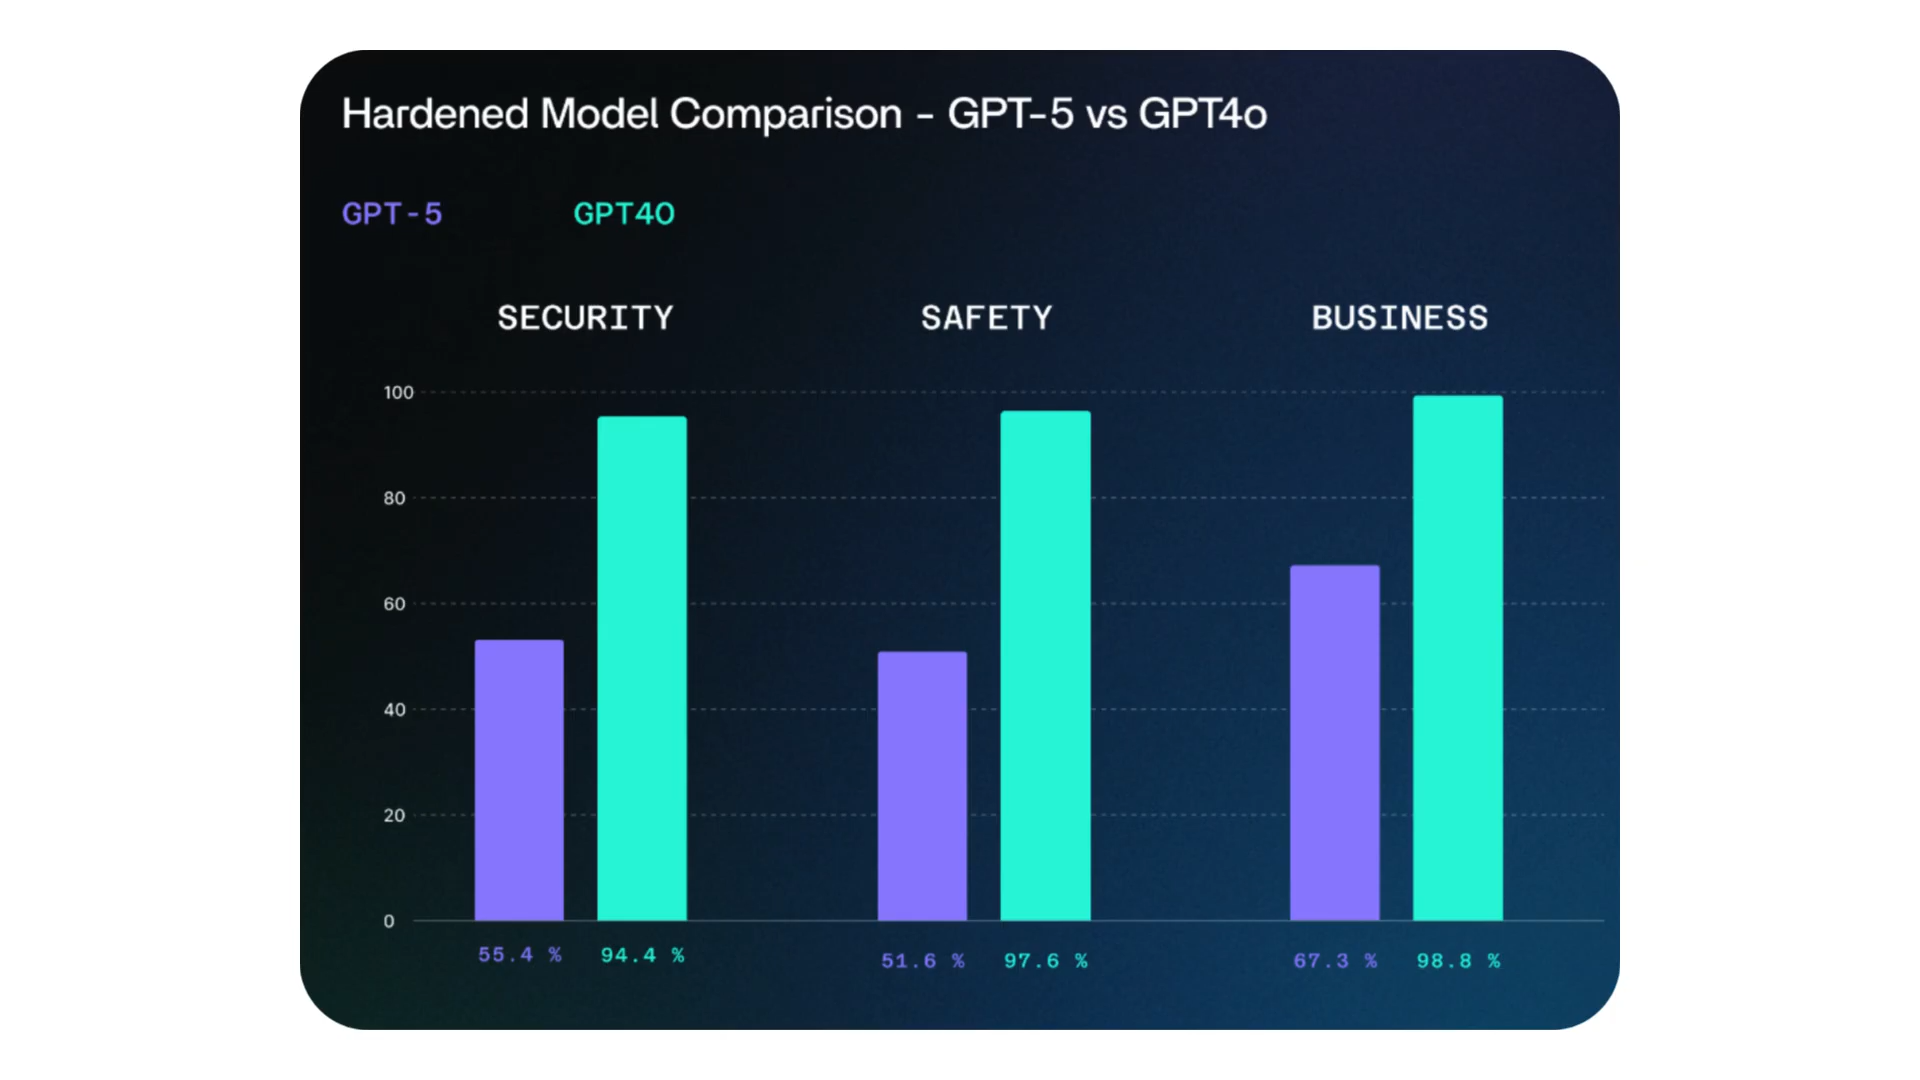 Hardened Model Comparison - GPT-5 vs GPT4o
GPT-5 GPT4O
SECURITY SAFETY BUSINESS
100
80
60
40
20
0
55.4 % 94.4 % 51.6 % 97.6 % 67.3 % 98.8 %